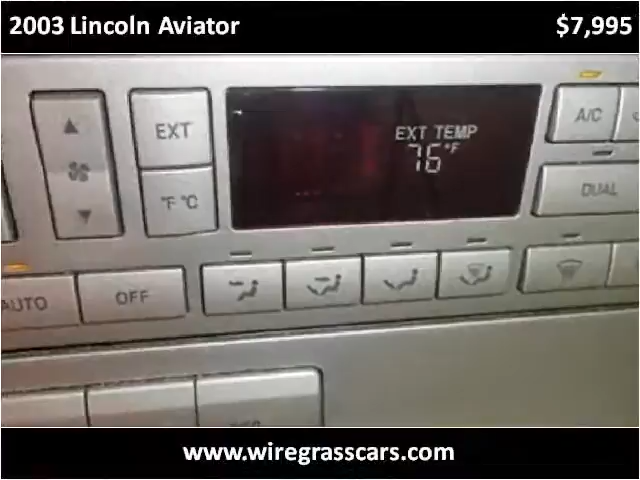 2003 Lincoln Aviator $7,995
EXT
EXT TEMP
76°F
A/C
°F °C
DUAL
AUTO
OFF
www.wiregrasscars.com